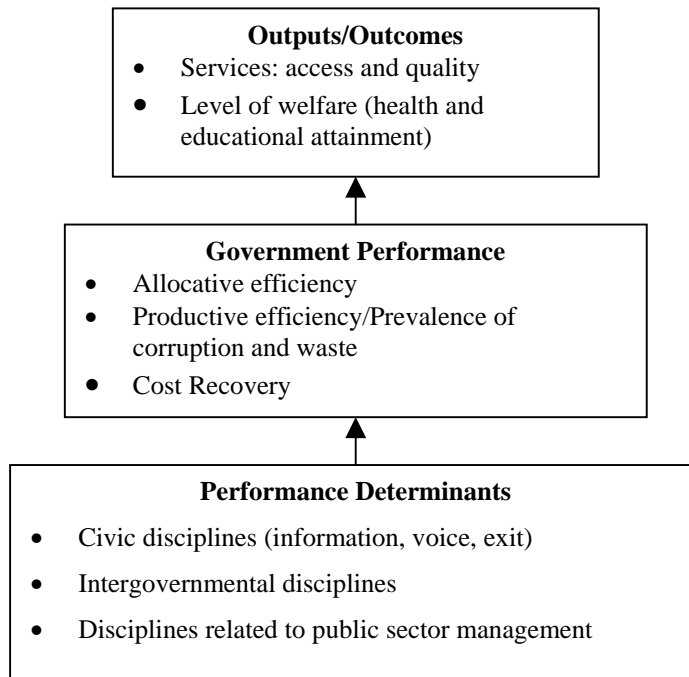 Outputs/Outcomes
• Services: access and quality
• Level of welfare (health and
educational attainment)
Government Performance
• Allocative efficiency
• Productive efficiency/Prevalence of
corruption and waste
• Cost Recovery
Performance Determinants
• Civic disciplines (information, voice, exit)
• Intergovernmental disciplines
• Disciplines related to public sector management